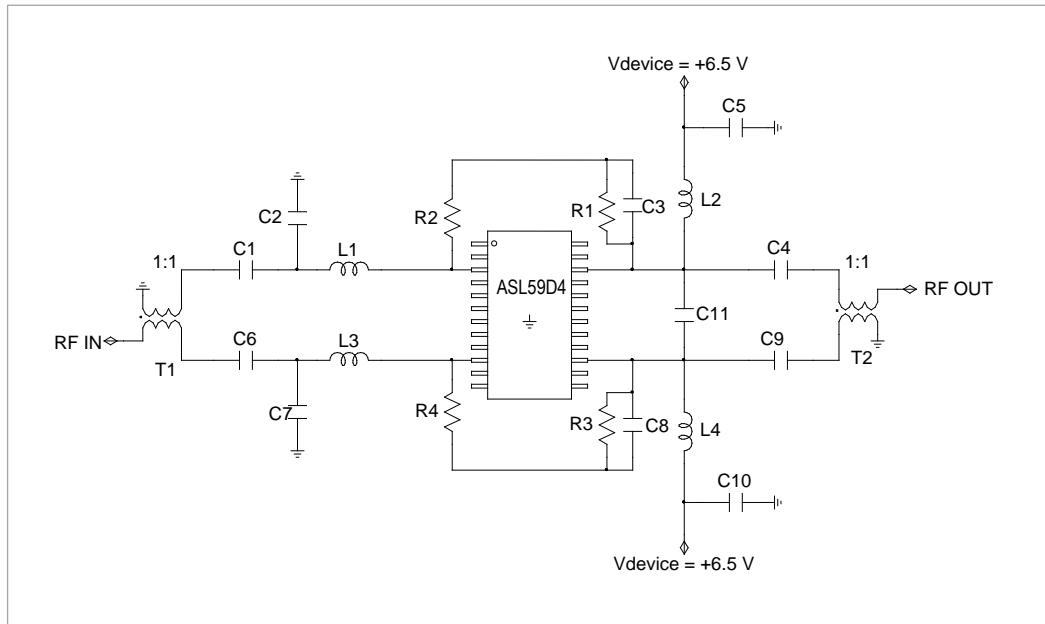 Vdevice = +6.5 V
C5
C2
R2
R1
C3
L2
C1
L1
C4
1:1
1:1
ASL59D4
RF OUT
C11
RF IN
C6
L3
C9
T1
T2
C7
R4
R3
C8
L4
C10
Vdevice = +6.5 V